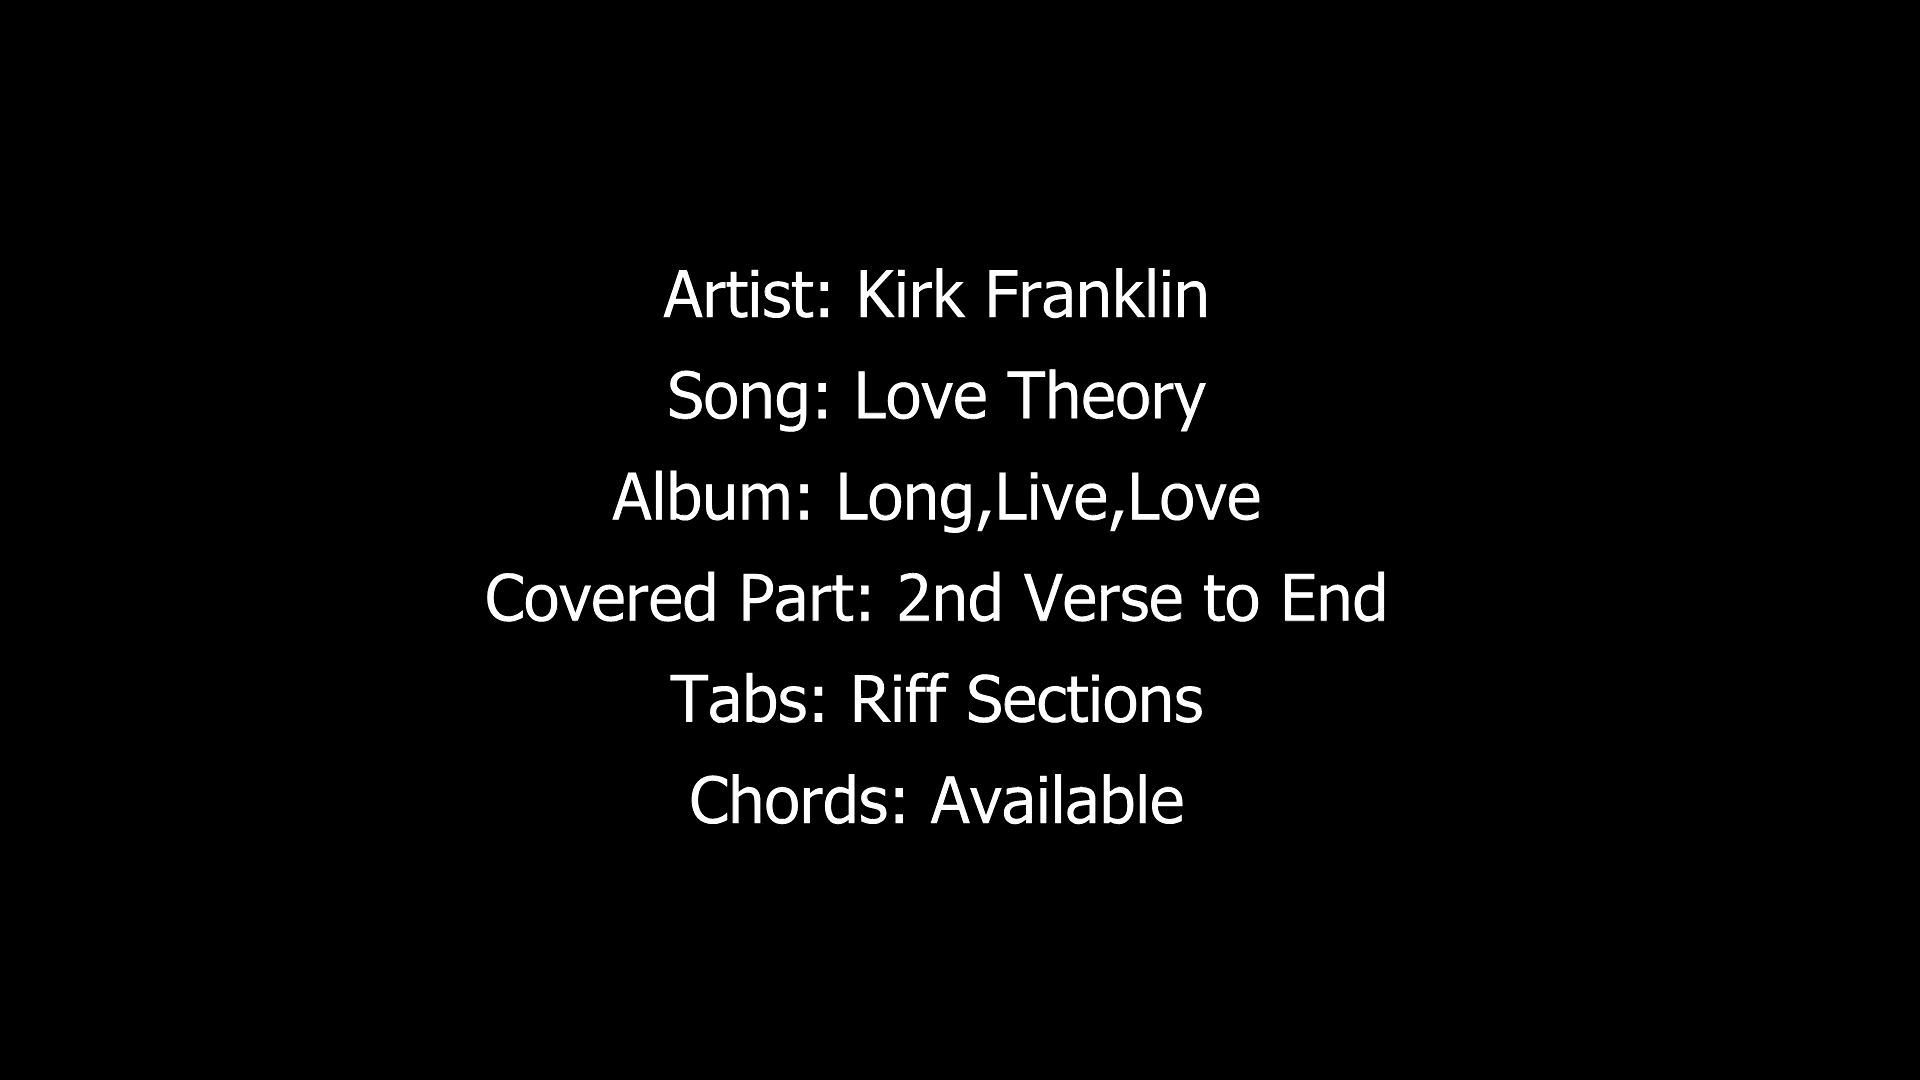 Artist: Kirk Franklin
Song: Love Theory
Album: Long,Live,Love
Covered Part: 2nd Verse to End
Tabs: Riff Sections
Chords: Available